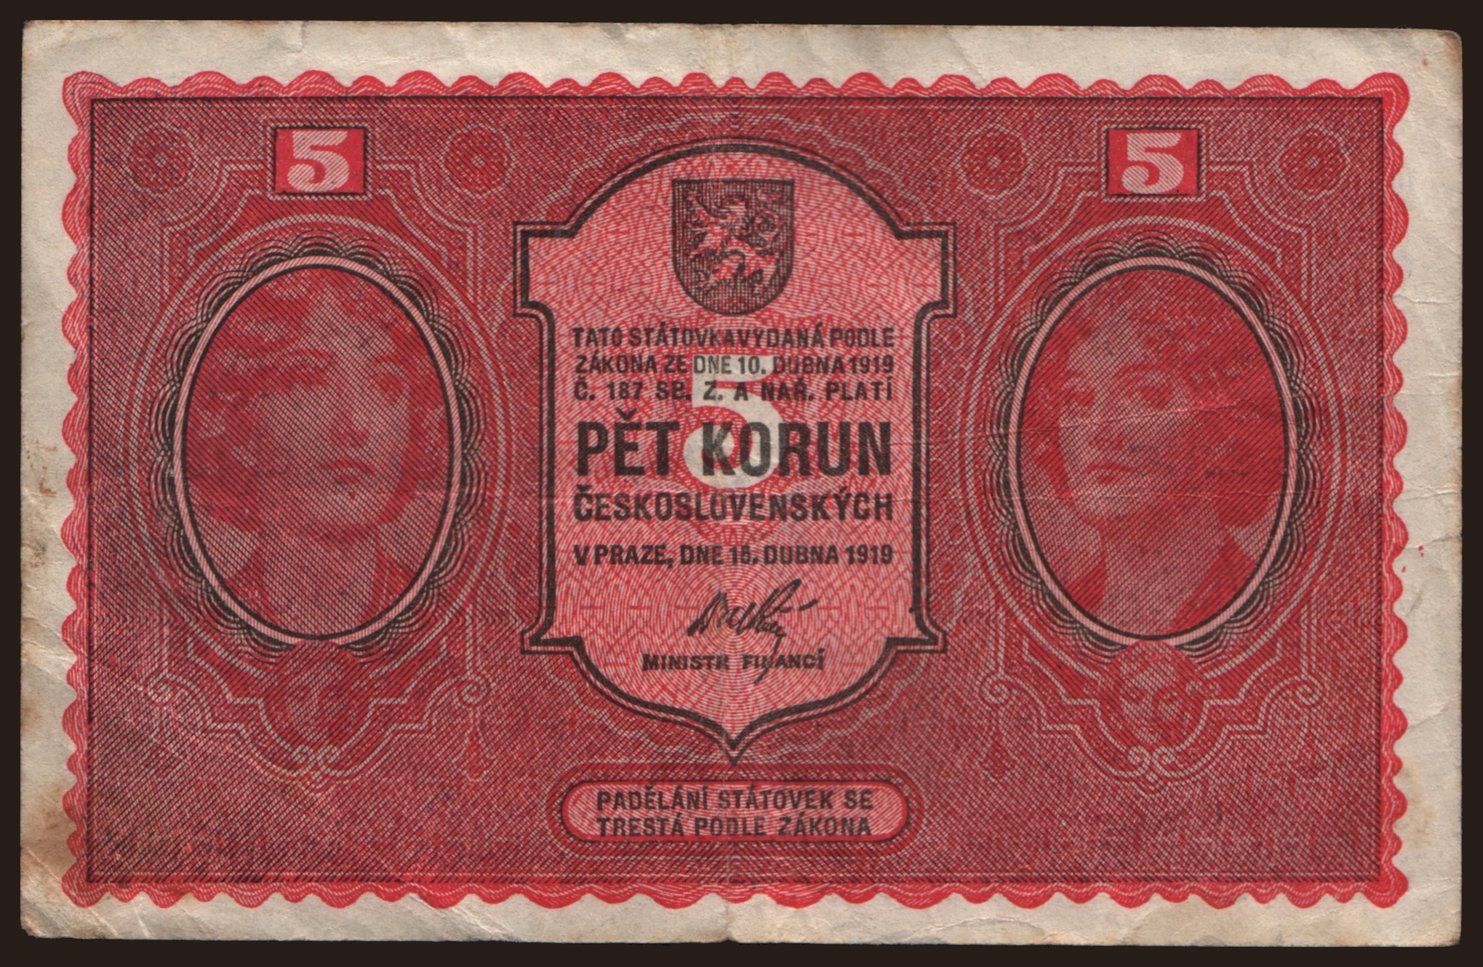 5 5
TATO STÁTOVKA VYDANÁ PODLE
ZÁKONA ZE DNE 10. DUBNA 1919
Č. 187 SB. Z. A NAŘ. PLATÍ
5
PĚT KORUN
ČESKOSLOVENSKÝCH
V PRAZE, DNE 15. DUBNA 1919
MINISTR FINANCÍ
PADĚLÁNÍ STÁTOVEK SE
TRESTÁ PODLE ZÁKONA